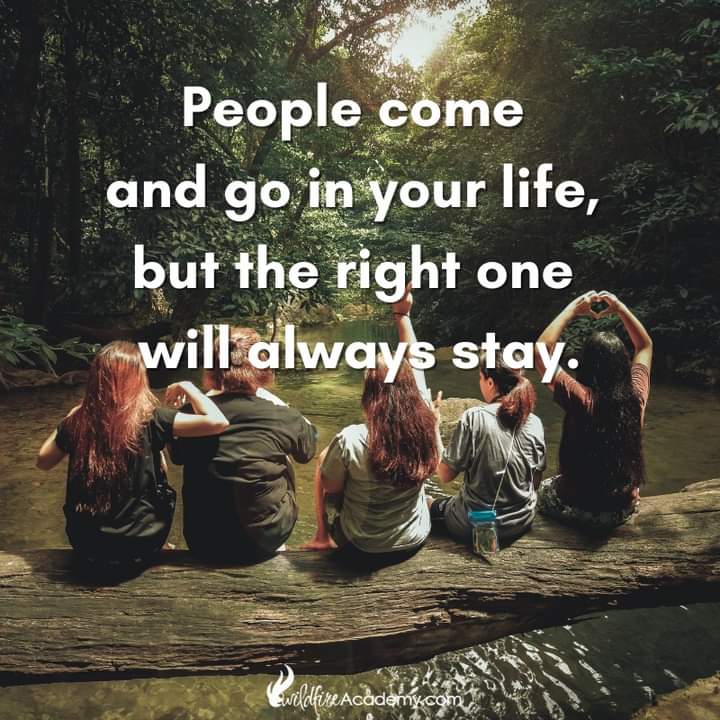 People come
and go in your life,
but the right one
will always stay.
wildfireAcademy.com